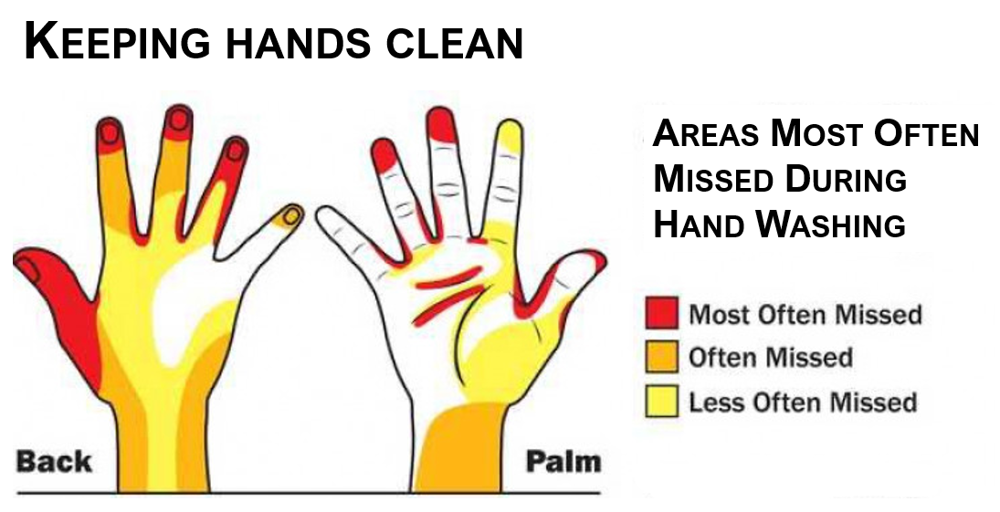 KEEPING HANDS CLEAN
AREAS MOST OFTEN
MISSED DURING
HAND WASHING
Most Often Missed
Often Missed
Less Often Missed
Back
Palm